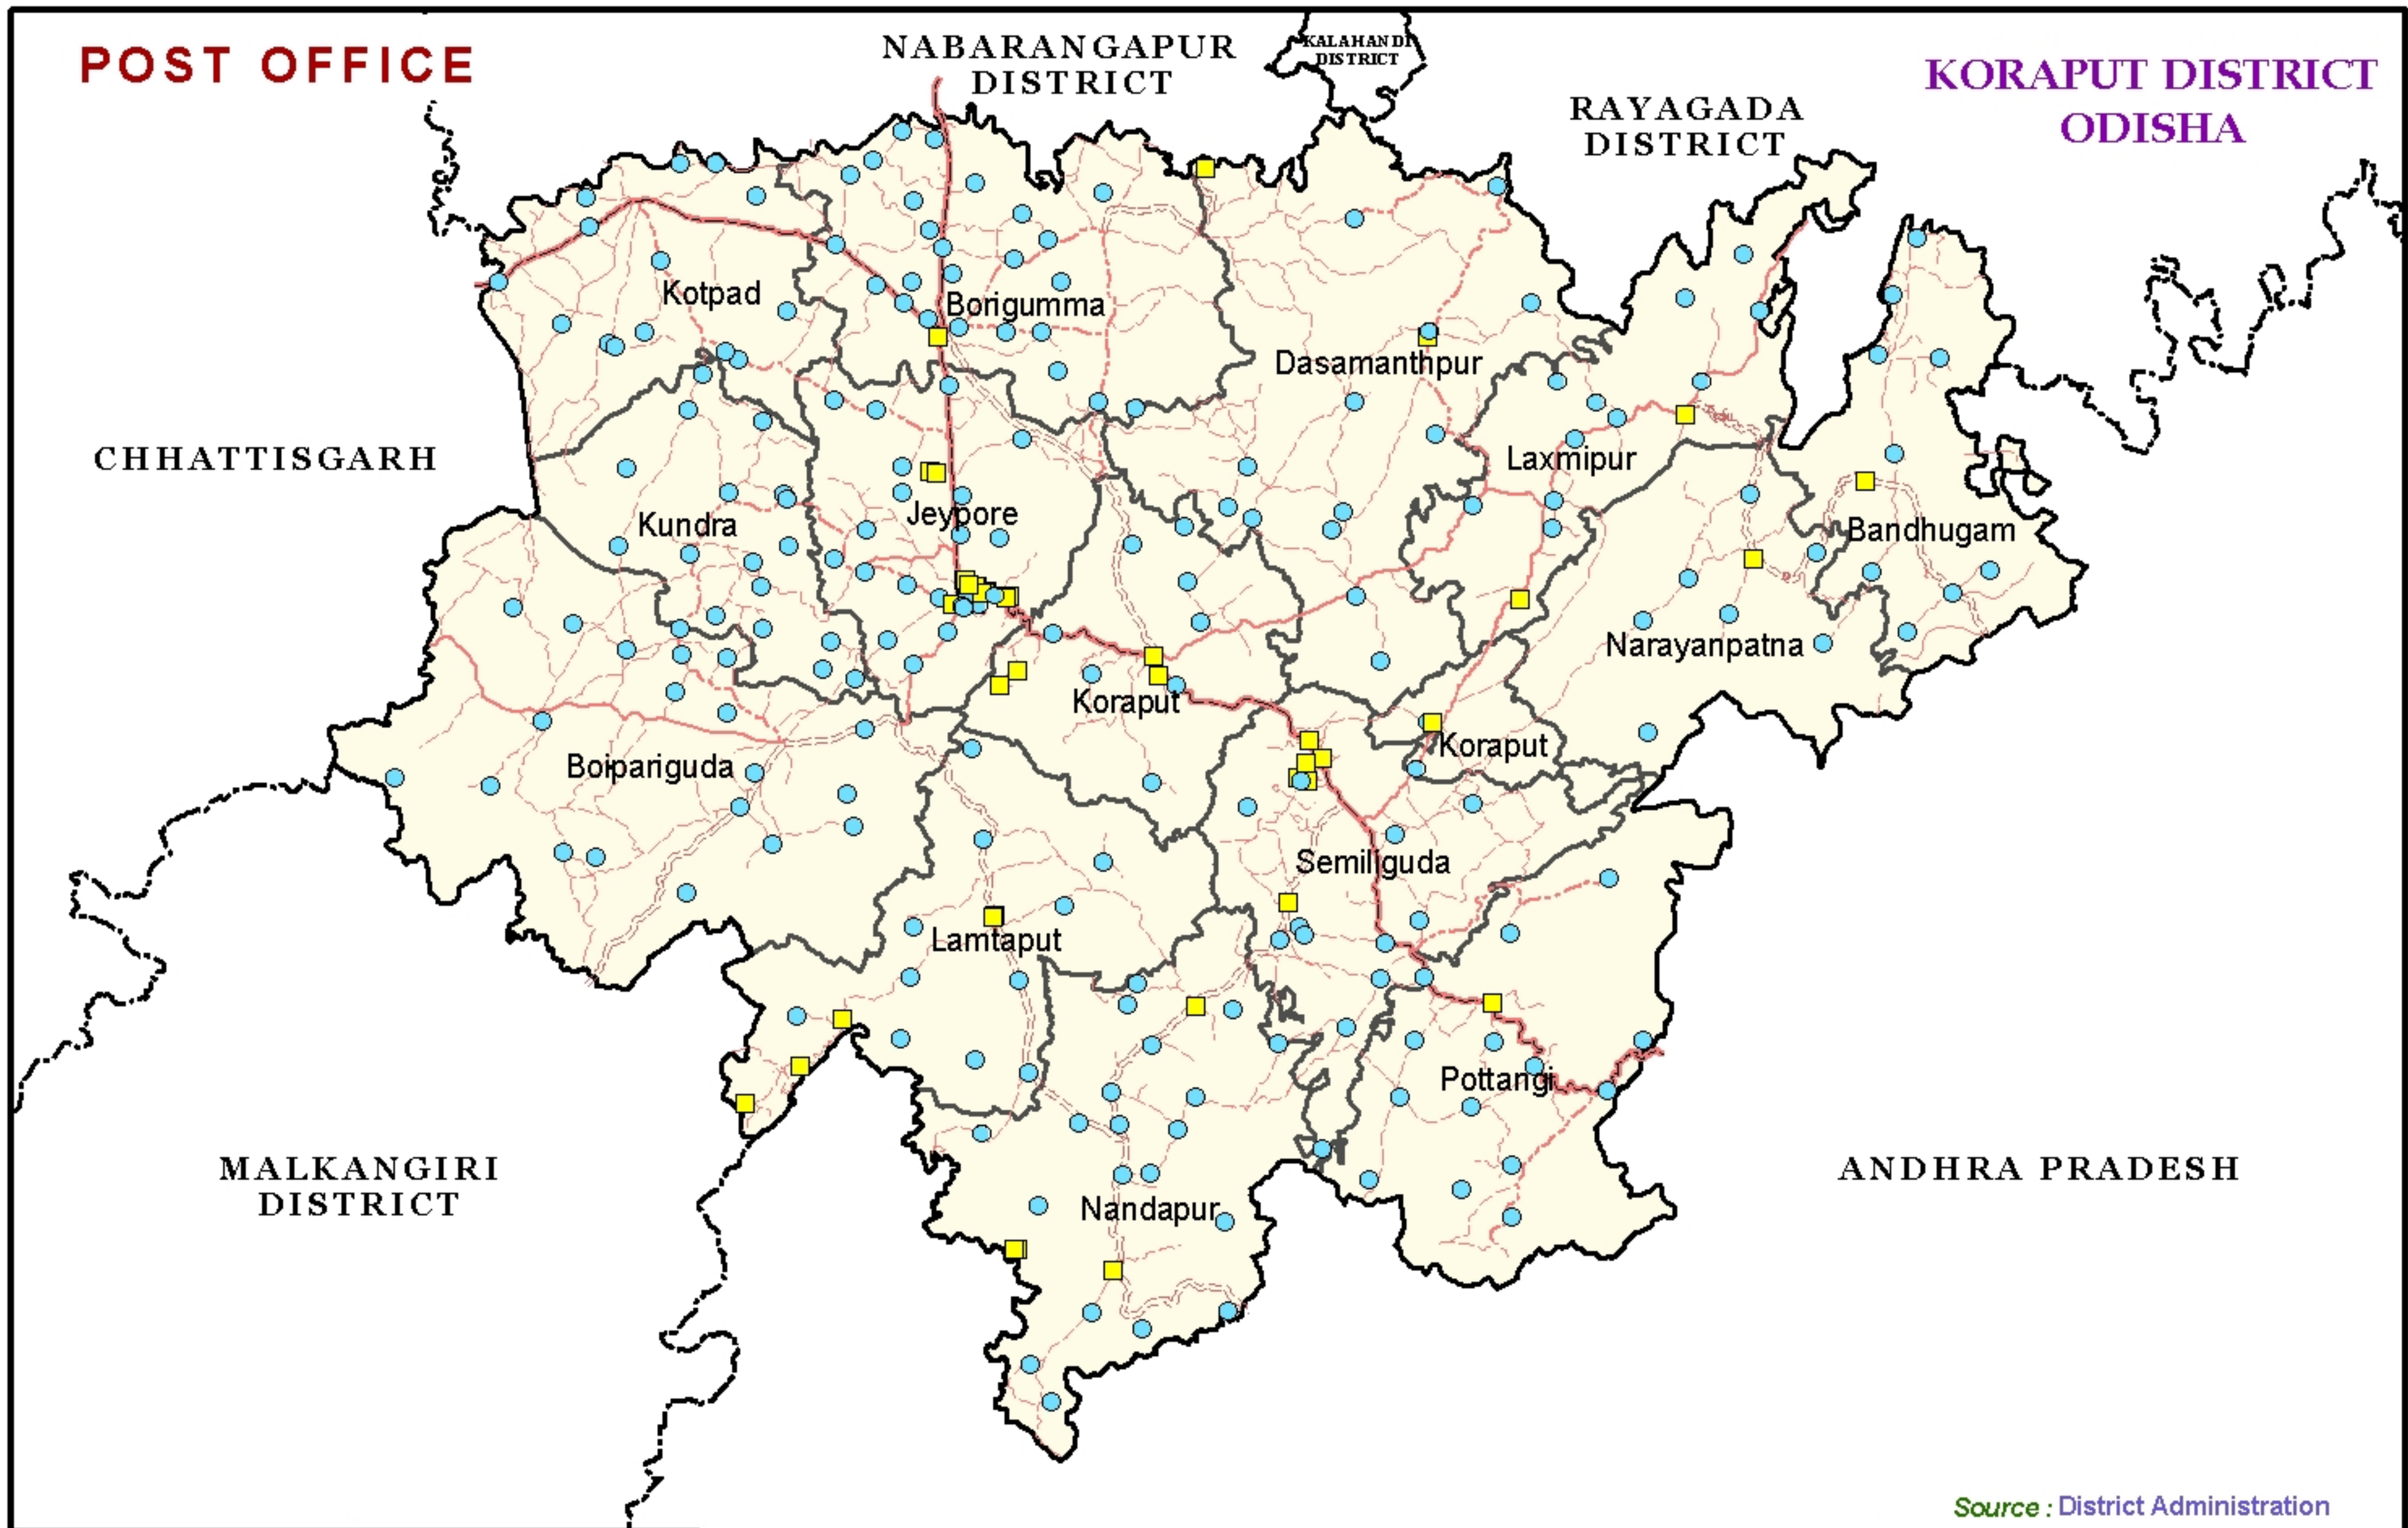 POST OFFICE
NABARANGAPUR
DISTRICT
KALAHANDI
DISTRICT
RAYAGADA
DISTRICT
KORAPUT DISTRICT
ODISHA
Kotpad
Borigumma
Dasamanthpur
CHHATTISGARH
Laxmipur
Kundra
Jeypore
Bandhugam
Narayanpatna
Koraput
Koraput
Boipariguda
Semiliguda
Lamtaput
Pottangi
MALKANGIRI
DISTRICT
ANDHRA PRADESH
Nandapur
Source : District Administration